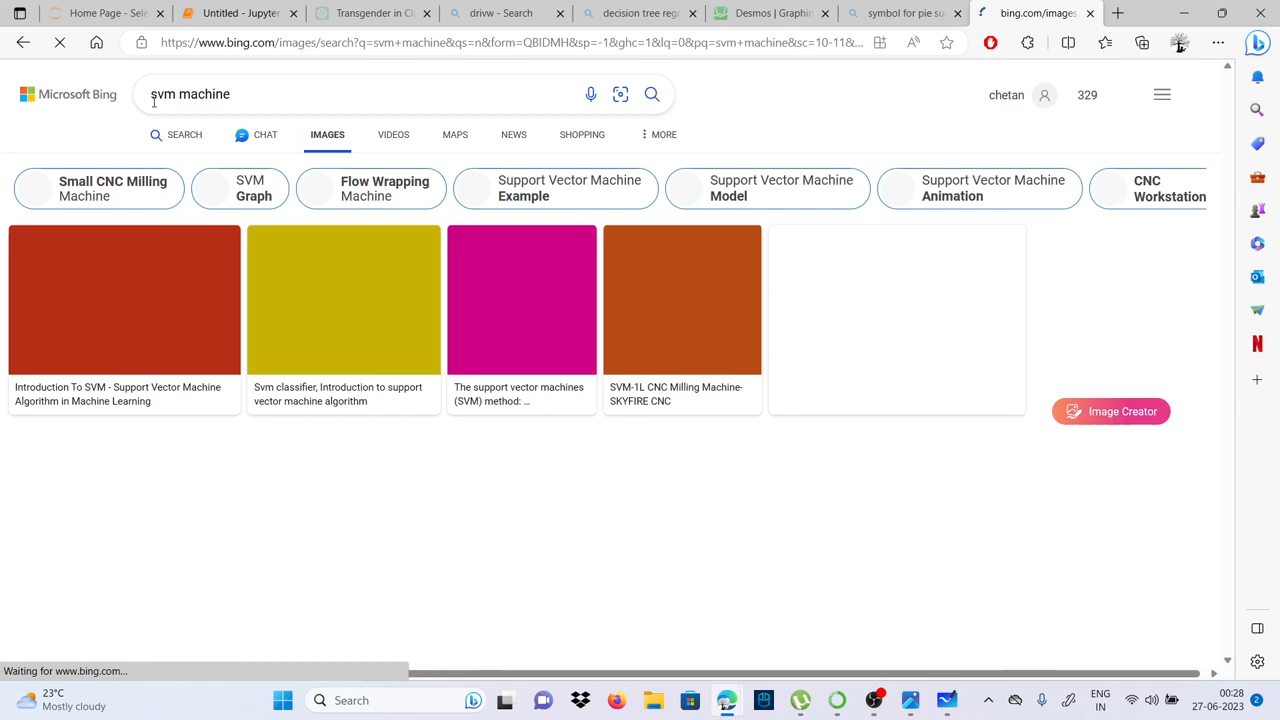 Home Page - Sele
Untitled - Jupyter
Transgender in Cl
drivw - Search
decision tree regr
Desmos | Graphin
symbol for pie su
bing.com/images,
https://www.bing.com/images/search?q=svm+machine&qs=n&form=QBIDMH&sp=-1&ghc=1&lq=0&pq=svm+machine&sc=10-11&...
Microsoft Bing
svm machine
chetan
329
SEARCH
CHAT
IMAGES
VIDEOS
MAPS
NEWS
SHOPPING
MORE
Small CNC Milling
Machine
SVM
Graph
Flow Wrapping
Machine
Support Vector Machine
Example
Support Vector Machine
Model
Support Vector Machine
Animation
CNC
Workstation
Introduction To SVM - Support Vector Machine
Algorithm in Machine Learning
Svm classifier, Introduction to support
vector machine algorithm
The support vector machines
(SVM) method: ...
SVM-1L CNC Milling Machine-
SKYFIRE CNC
Image Creator
Waiting for www.bing.com...
23°C
Mostly cloudy
Search
ENG
IN
00:28
27-06-2023
2